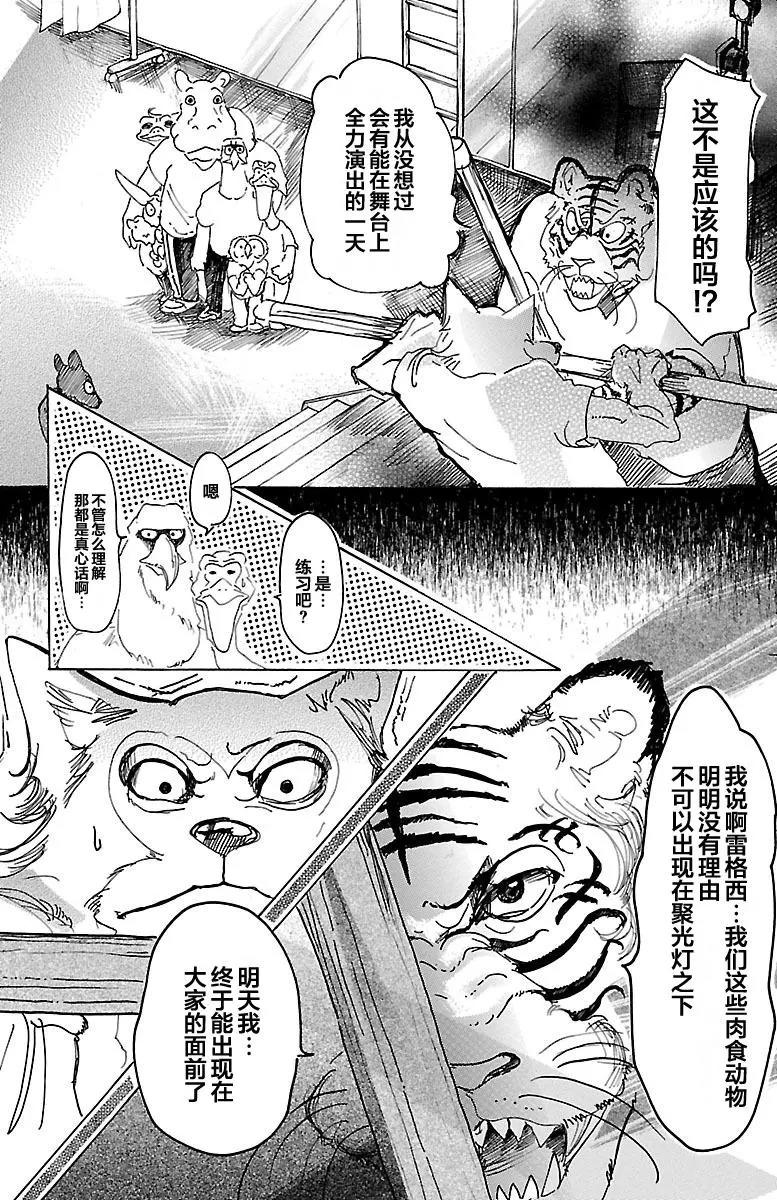 这不是应该的吗!?
我从没想过
会有能在舞台上
全力演出的一天
…是…
练习吧？
嗯
不管怎么理解
那都是真心话啊…
我说啊雷格西…我们这些肉食动物
明明没有理由
不可以出现在聚光灯之下
明天我…
终于能出现在
大家的面前了